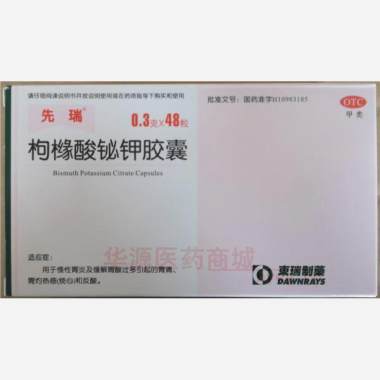 请仔细阅读说明书并按说明使用或在药师指导下购买和使用
批准文号：国药准字H10983185
OTC
甲类
先瑞
0.3克×48粒
枸橼酸铋钾胶囊
Bismuth Potassium Citrate Capsules
华源医药商城
适应症：
用于慢性胃炎及缓解胃酸过多引起的胃痛、
胃灼热感(烧心)和反酸。
東瑞制藥
DAWNRAYS